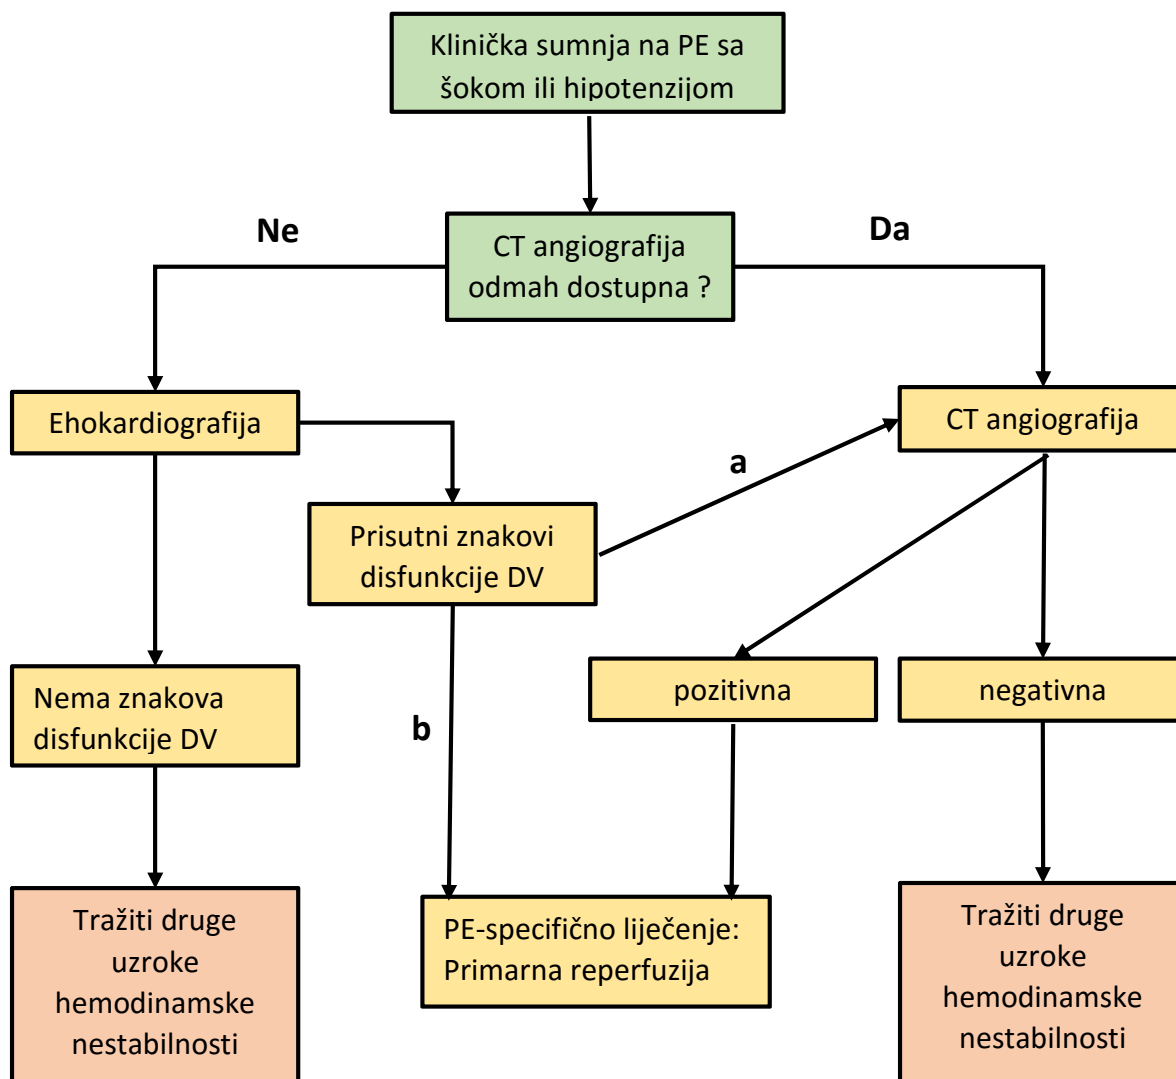 Klinička sumnja na PE sa
šokom ili hipotenzijom
Ne
CT angiografija
odmah dostupna ?
Da
Ehokardiografija
CT angiografija
a
Prisutni znakovi
disfunkcije DV
Nema znakova
disfunkcije DV
b
pozitivna
negativna
Tražiti druge
uzroke
hemodinamske
nestabilnosti
PE-specifično liječenje:
Primarna reperfuzija
Tražiti druge
uzroke
hemodinamske
nestabilnosti